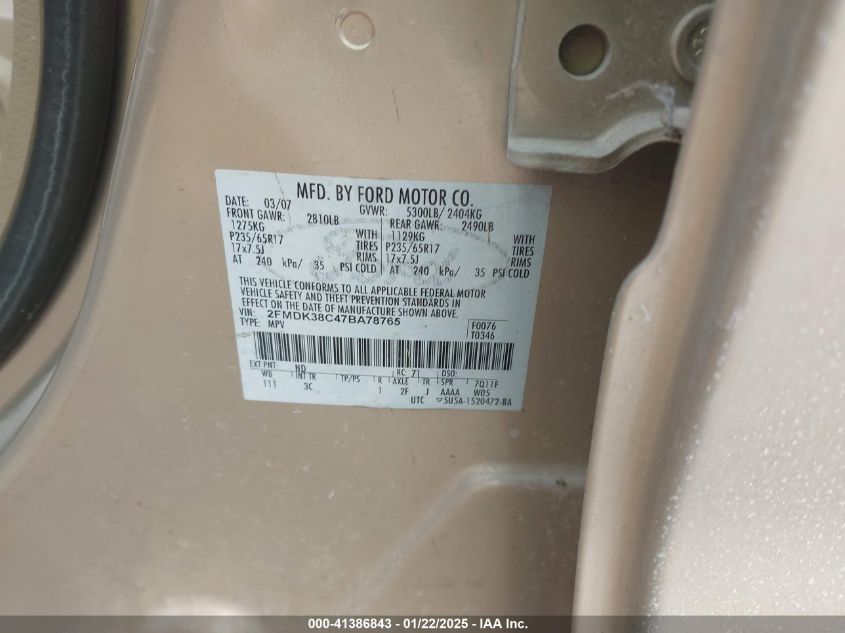 MFD. BY FORD MOTOR CO.
DATE: 03/07 GVWR: 5300LB/ 2404KG
FRONT GAWR: 2810LB REAR GAWR: 2490LB
1275KG WITH 1129KG WITH
P235/65R17 TIRES P235/65R17 TIRES
17x7.5J RIMS 17x7.5J RIMS
AT 240 kPa/ 35 PSI COLD AT 240 kPa/ 35 PSI COLD
THIS VEHICLE CONFORMS TO ALL APPLICABLE FEDERAL MOTOR
VEHICLE SAFETY AND THEFT PREVENTION STANDARDS IN
EFFECT ON THE DATE OF MANUFACTURE SHOWN ABOVE.
VIN: 2FMDK38C47BA78765 F0076
TYPE: MPV T0346
EXT PNT: ND RC: 71 DSO:
WB INT TR TP/PS R AXLE TR SPR 7Q11F
111 3C 1 2F J AAAA W05
UTC ▽5U5A-1520472-BA
000-41386843 - 01/22/2025 - IAA Inc.